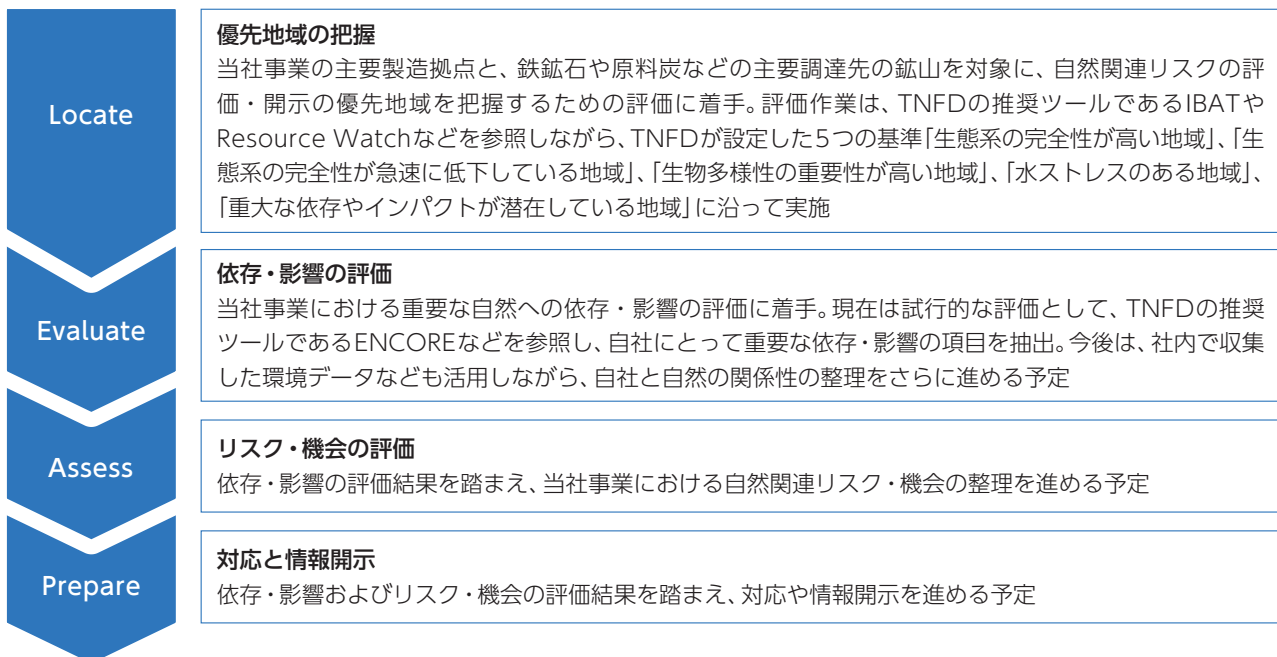 Locate
優先地域の把握
当社事業の主要製造拠点と、鉄鉱石や原料炭などの主要調達先の鉱山を対象に、自然関連リスクの評
価・開示の優先地域を把握するための評価に着手。評価作業は、TNFDの推奨ツールであるIBATや
Resource Watchなどを参照しながら、TNFDが設定した5つの基準「生態系の完全性が高い地域」、「生
態系の完全性が急速に低下している地域」、「生物多様性の重要性が高い地域」、「水ストレスのある地域」、
「重大な依存やインパクトが潜在している地域」に沿って実施
Evaluate
依存・影響の評価
当社事業における重要な自然への依存・影響の評価に着手。現在は試行的な評価として、TNFDの推奨
ツールであるENCOREなどを参照し、自社にとって重要な依存・影響の項目を抽出。今後は、社内で収集
した環境データなども活用しながら、自社と自然の関係性の整理をさらに進める予定
Assess
リスク・機会の評価
依存・影響の評価結果を踏まえ、当社事業における自然関連リスク・機会の整理を進める予定
Prepare
対応と情報開示
依存・影響およびリスク・機会の評価結果を踏まえ、対応や情報開示を進める予定